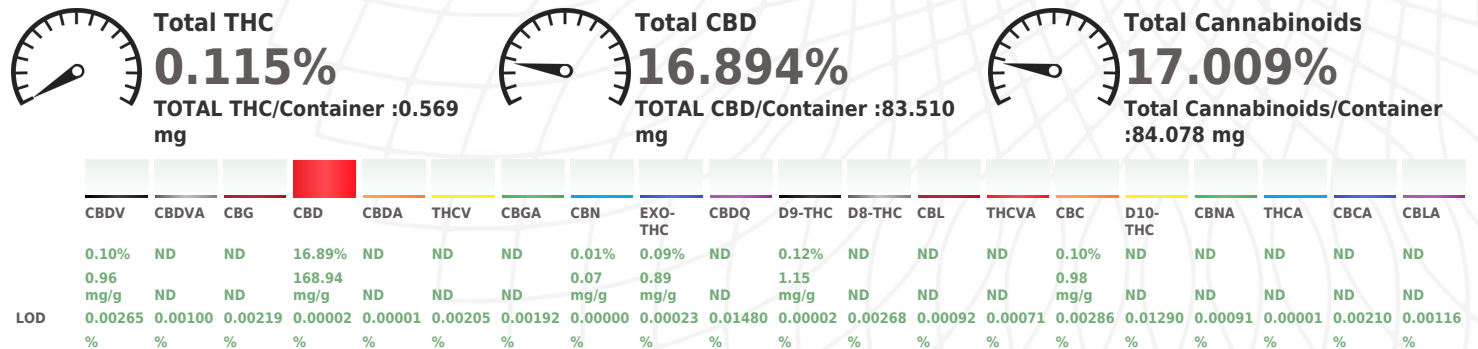 Total THC
0.115%
TOTAL THC/Container :0.569
mg
Total CBD
16.894%
TOTAL CBD/Container :83.510
mg
Total Cannabinoids
17.009%
Total Cannabinoids/Container
:84.078 mg
CBDV CBDVA CBG CBD CBDA THCV CBGA CBN EXO- CBDQ D9-THC D8-THC CBL THCVA CBC D10- CBNA THCA CBCA CBLA
THC THC
0.10% ND ND 16.89% ND ND ND 0.01% 0.09% ND 0.12% ND ND ND 0.10% ND ND ND ND ND
0.96 168.94 0.07 0.89 1.15 0.98
mg/g ND ND mg/g ND ND ND mg/g mg/g ND mg/g ND ND ND mg/g ND ND ND ND ND
LOD 0.00265 0.00100 0.00219 0.00002 0.00001 0.00205 0.00192 0.00000 0.00023 0.01480 0.00002 0.00268 0.00092 0.00071 0.00286 0.01290 0.00091 0.00001 0.00210 0.00116
% % % % % % % % % % % % % % % % % % % %